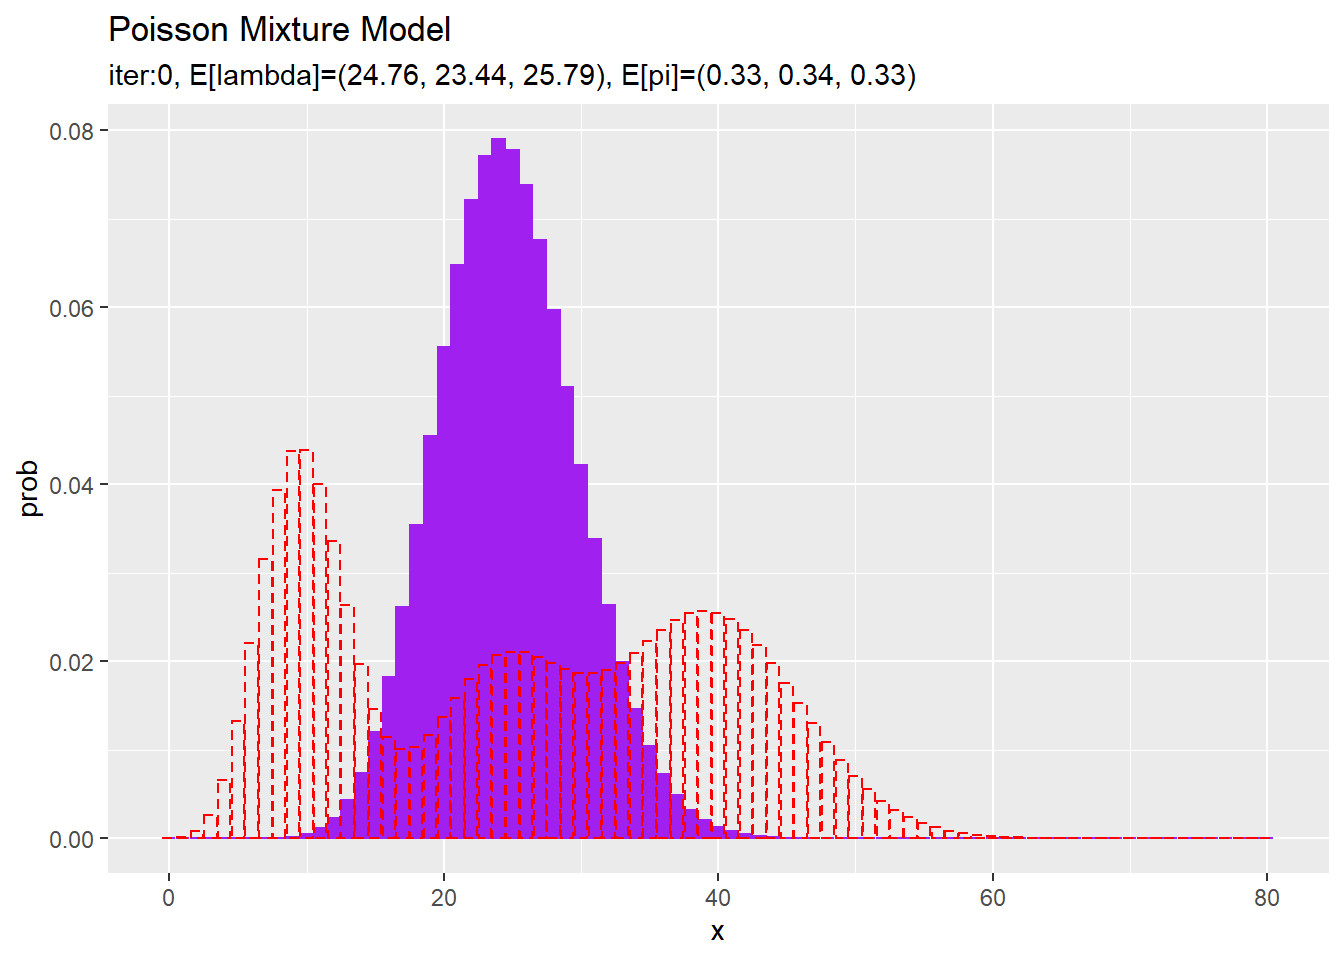 Poisson Mixture Model
iter:0, E[lambda]=(24.76, 23.44, 25.79), E[pi]=(0.33, 0.34, 0.33)
0.08
0.06
0.04
0.02
0.00
prob
0 20 40 60 80
x